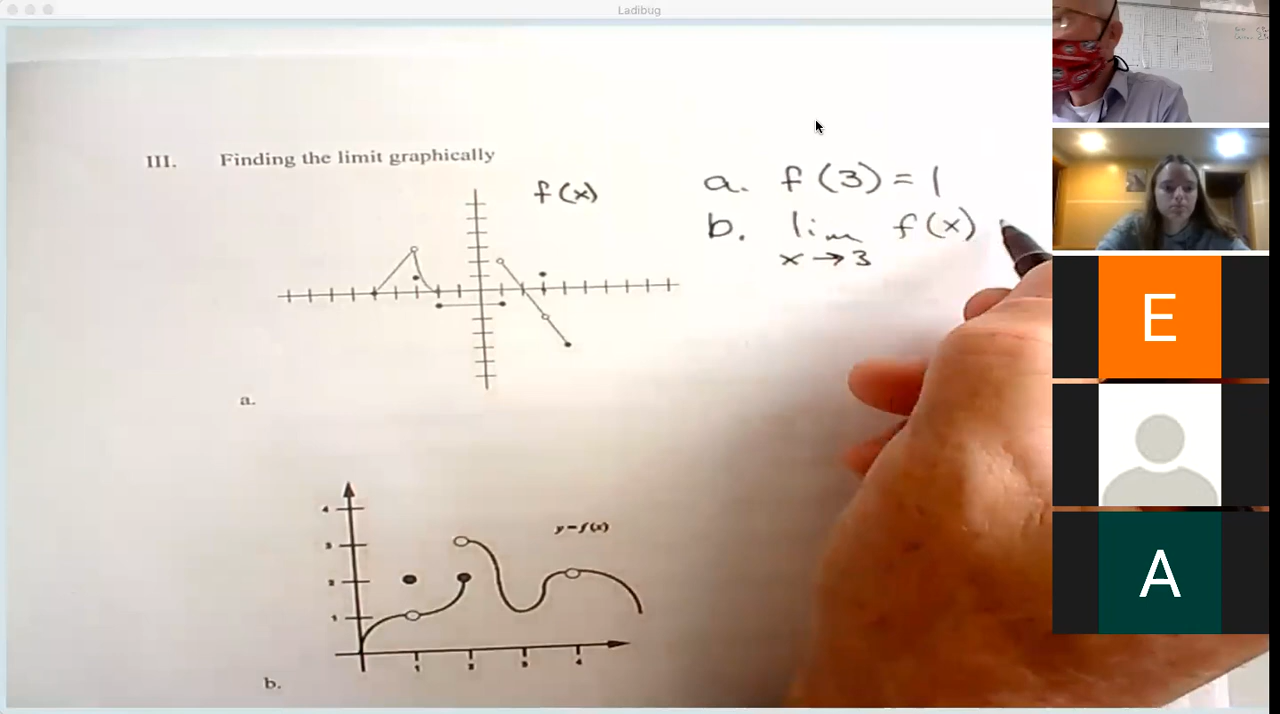 Ladibug
III. Finding the limit graphically
f(x)
a. f(3) = 1
b. lim f(x)
x→3
a.
4
3
2
1
y=f(x)
1 2 3 4
b.
E
A